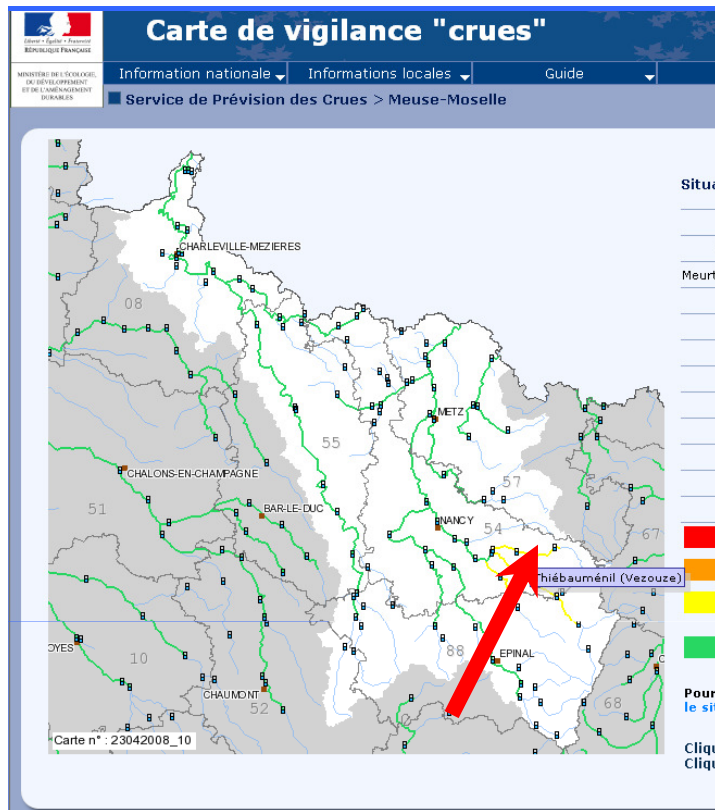 Carte de vigilance "crues"
Liberté • Égalité • Fraternité
RÉPUBLIQUE FRANÇAISE
MINISTÈRE DE L'ÉCOLOGIE,
DU DÉVELOPPEMENT
ET DE L'AMÉNAGEMENT
DURABLES
Information nationale
Informations locales
Guide
Service de Prévision des Crues > Meuse-Moselle
Situa
CHARLEVILLE-MEZIERES
Meurt
08
METZ
55
CHALONS-EN-CHAMPAGNE
57
51
BAR-LE-DUC
NANCY
54
67
Thiébauménil (Vezouze)
OYES
10
88
EPINAL
CHAUMONT
52
68
Pour
le sit
Carte n° : 23042008_10
Cliqu
Cliqu